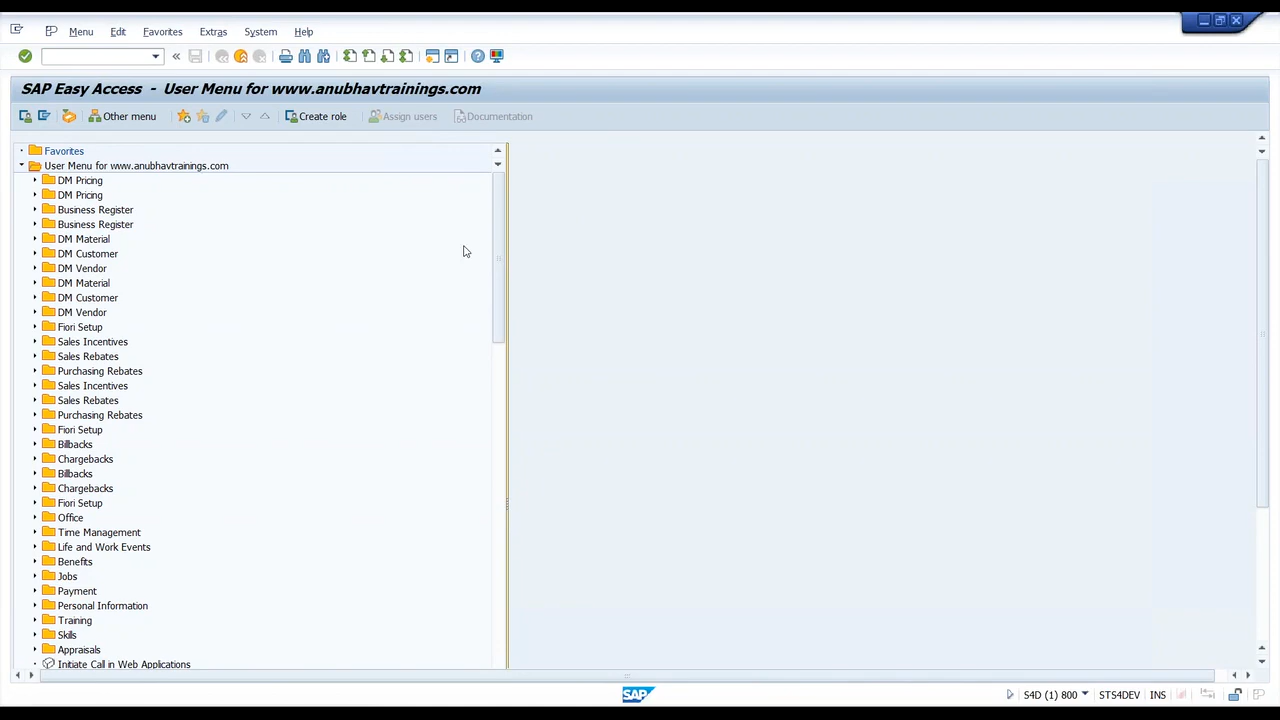 Menu Edit Favorites Extras System Help
SAP Easy Access - User Menu for www.anubhavtrainings.com
Other menu Create role Assign users Documentation
Favorites
User Menu for www.anubhavtrainings.com
DM Pricing
DM Pricing
Business Register
Business Register
DM Material
DM Customer
DM Vendor
DM Material
DM Customer
DM Vendor
Fiori Setup
Sales Incentives
Sales Rebates
Purchasing Rebates
Sales Incentives
Sales Rebates
Purchasing Rebates
Fiori Setup
Billbacks
Chargebacks
Billbacks
Chargebacks
Fiori Setup
Office
Time Management
Life and Work Events
Benefits
Jobs
Payment
Personal Information
Training
Skills
Appraisals
Initiate Call in Web Applications
SAP S4D (1) 800 STS4DEV INS